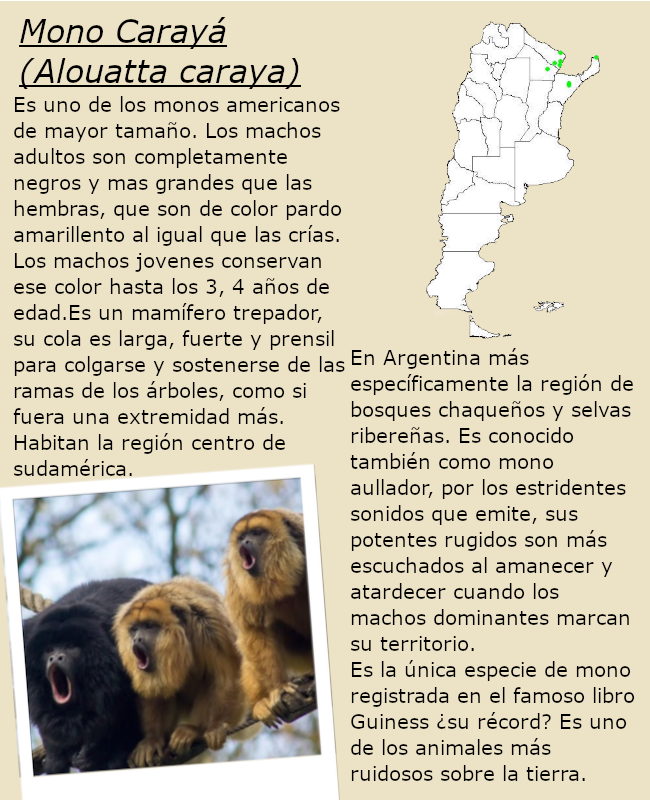 Mono Carayá
(Alouatta caraya)
Es uno de los monos americanos
de mayor tamaño. Los machos
adultos son completamente
negros y mas grandes que las
hembras, que son de color pardo
amarillento al igual que las crías.
Los machos jovenes conservan
ese color hasta los 3, 4 años de
edad.Es un mamífero trepador,
su cola es larga, fuerte y prensil
para colgarse y sostenerse de las
ramas de los árboles, como si
fuera una extremidad más.
Habitan la región centro de
sudamérica.
En Argentina más
específicamente la región de
bosques chaqueños y selvas
ribereñas. Es conocido
también como mono
aullador, por los estridentes
sonidos que emite, sus
potentes rugidos son más
escuchados al amanecer y
atardecer cuando los
machos dominantes marcan
su territorio.
Es la única especie de mono
registrada en el famoso libro
Guiness ¿su récord? Es uno
de los animales más
ruidosos sobre la tierra.